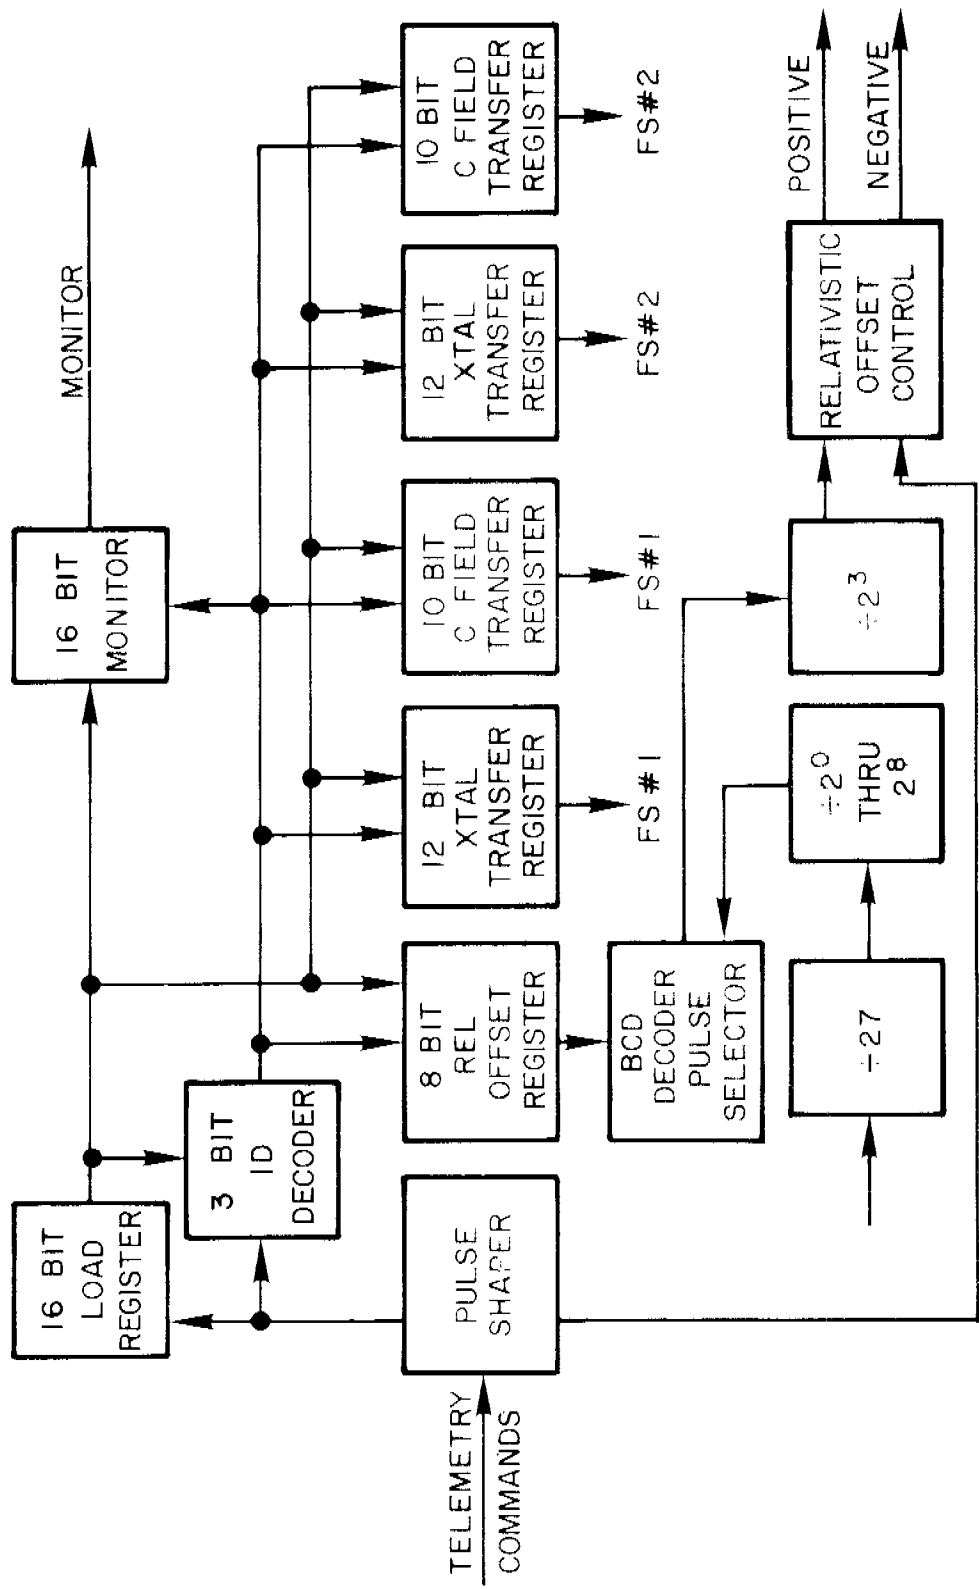 16 BIT
LOAD
REGISTER
16 BIT
MONITOR
MONITOR
3 BIT
ID
DECODER
TELEMETRY
COMMANDS
PULSE
SHAPER
8 BIT
REL
OFFSET
REGISTER
12 BIT
XTAL
TRANSFER
REGISTER
10 BIT
C FIELD
TRANSFER
REGISTER
12 BIT
XTAL
TRANSFER
REGISTER
10 BIT
C FIELD
TRANSFER
REGISTER
FS#1
FS#1
FS#2
FS#2
BCD
DECODER
PULSE
SELECTOR
÷27
÷2⁰
THRU
2⁸
÷2³
RELATIVISTIC
OFFSET
CONTROL
POSITIVE
NEGATIVE